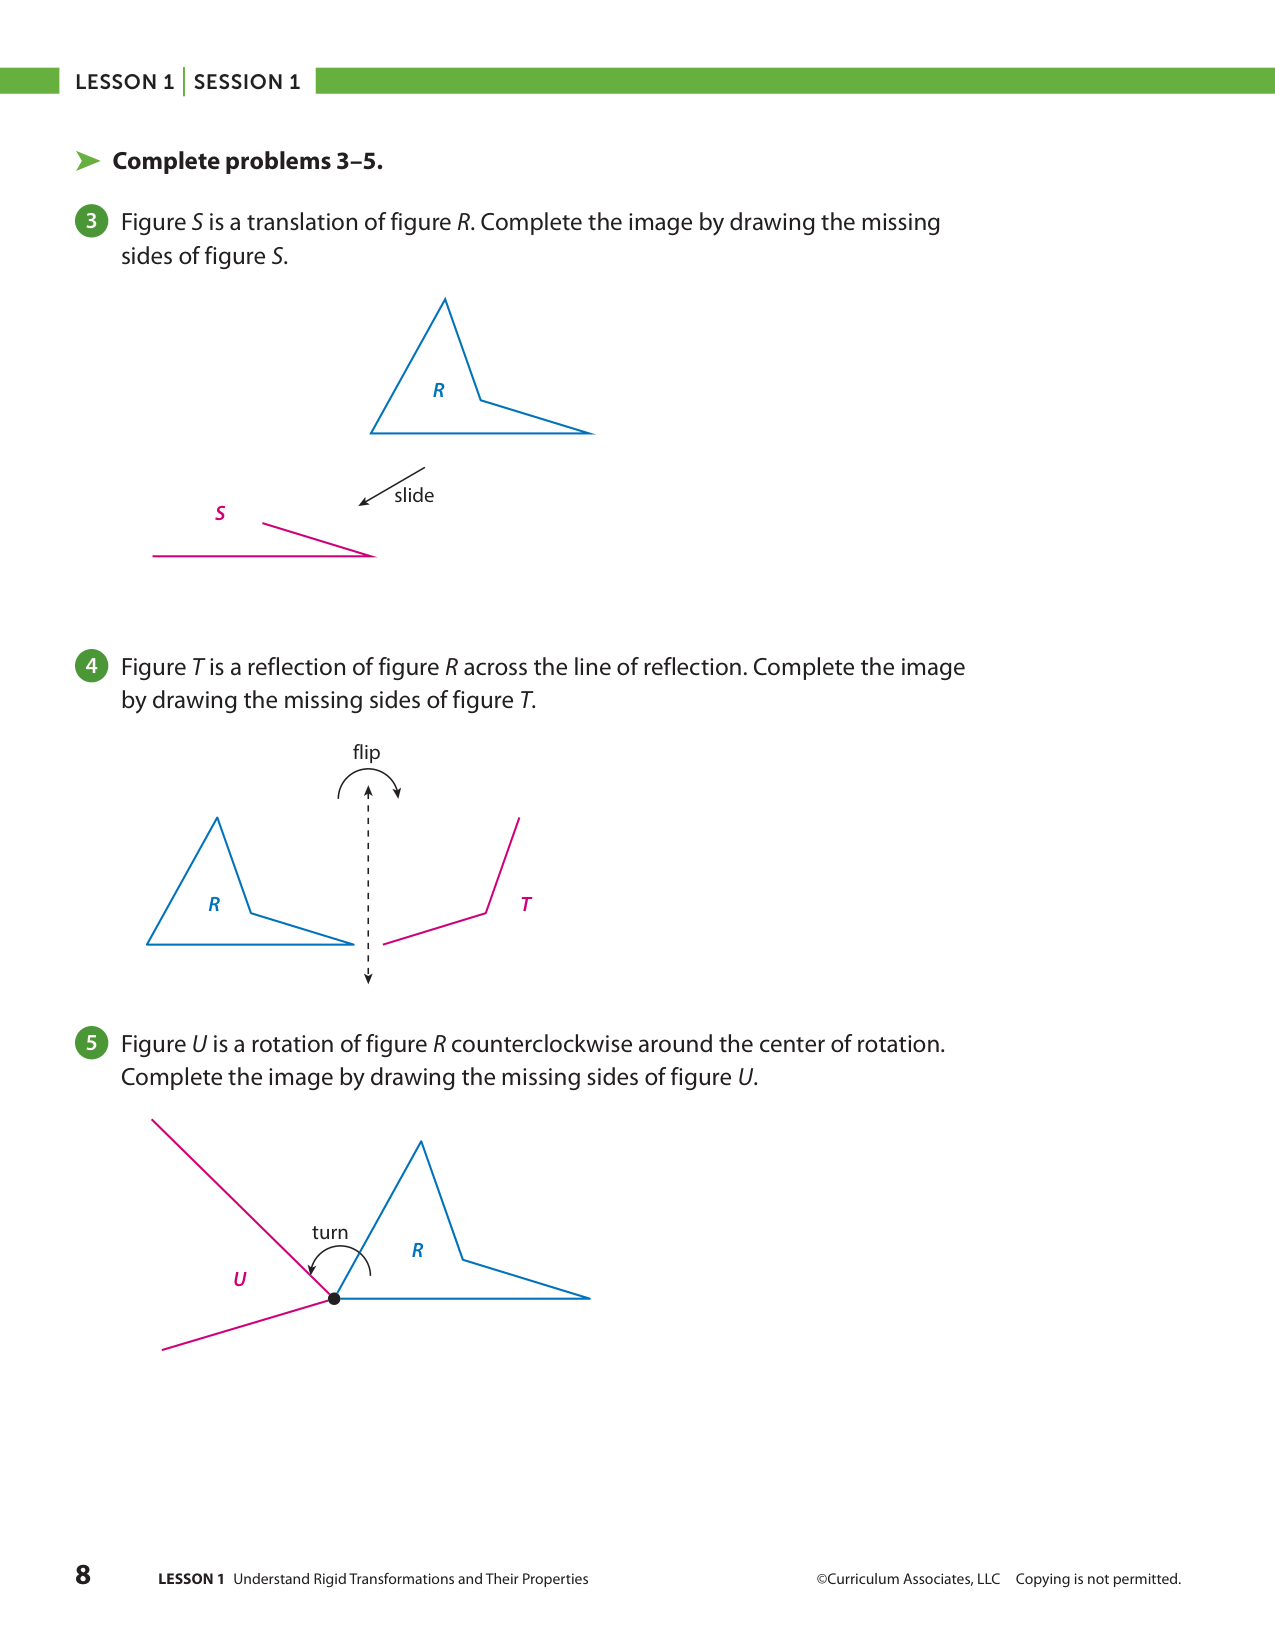 LESSON 1 | SESSION 1
➤ Complete problems 3–5.
3 Figure S is a translation of figure R. Complete the image by drawing the missing
sides of figure S.
R
slide
S
4 Figure T is a reflection of figure R across the line of reflection. Complete the image
by drawing the missing sides of figure T.
flip
R
T
5 Figure U is a rotation of figure R counterclockwise around the center of rotation.
Complete the image by drawing the missing sides of figure U.
turn
R
U
8 LESSON 1 Understand Rigid Transformations and Their Properties ©Curriculum Associates, LLC Copying is not permitted.